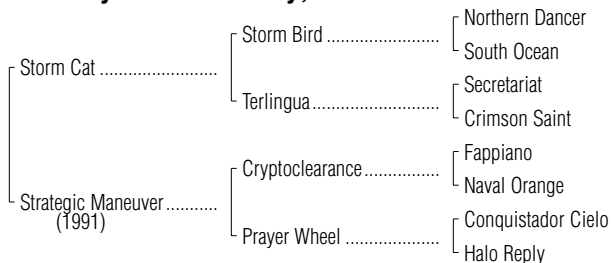 Northern Dancer
Storm Bird ......................
South Ocean
Storm Cat .......................
Secretariat
Terlingua.........................
Crimson Saint
Fappiano
Cryptoclearance...............
Naval Orange
Strategic Maneuver..........
(1991)
Conquistador Cielo
Prayer Wheel ..................
Halo Reply